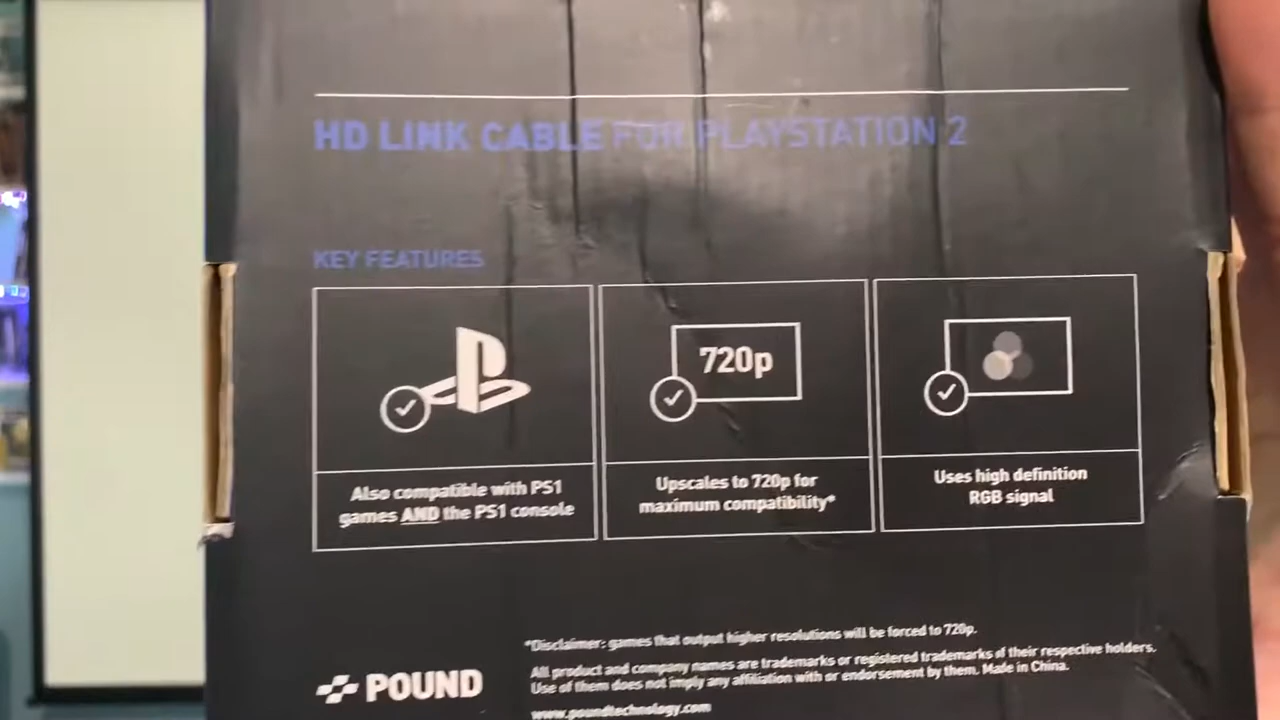 HD LINK CABLE FOR PLAYSTATION 2
KEY FEATURES
Also compatible with PS1
games AND the PS1 console
720p
Upscales to 720p for
maximum compatibility*
Uses high definition
RGB signal
POUND
*Disclaimer: games that output higher resolutions will be forced to 720p.
All product and company names are trademarks or registered trademarks of their respective holders.
Use of them does not imply any affiliation with or endorsement by them. Made in China.
www.poundtechnology.com